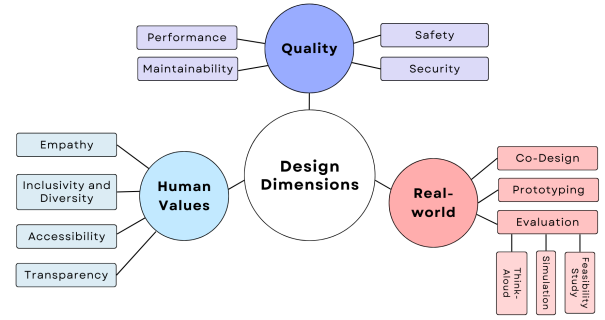 Performance
Maintainability
Quality
Safety
Security
Design
Dimensions
Empathy
Inclusivity and
Diversity
Accessibility
Transparency
Human
Values
Real-
world
Co-Design
Prototyping
Evaluation
Think-
Aloud
Simulation
Feasibility
Study